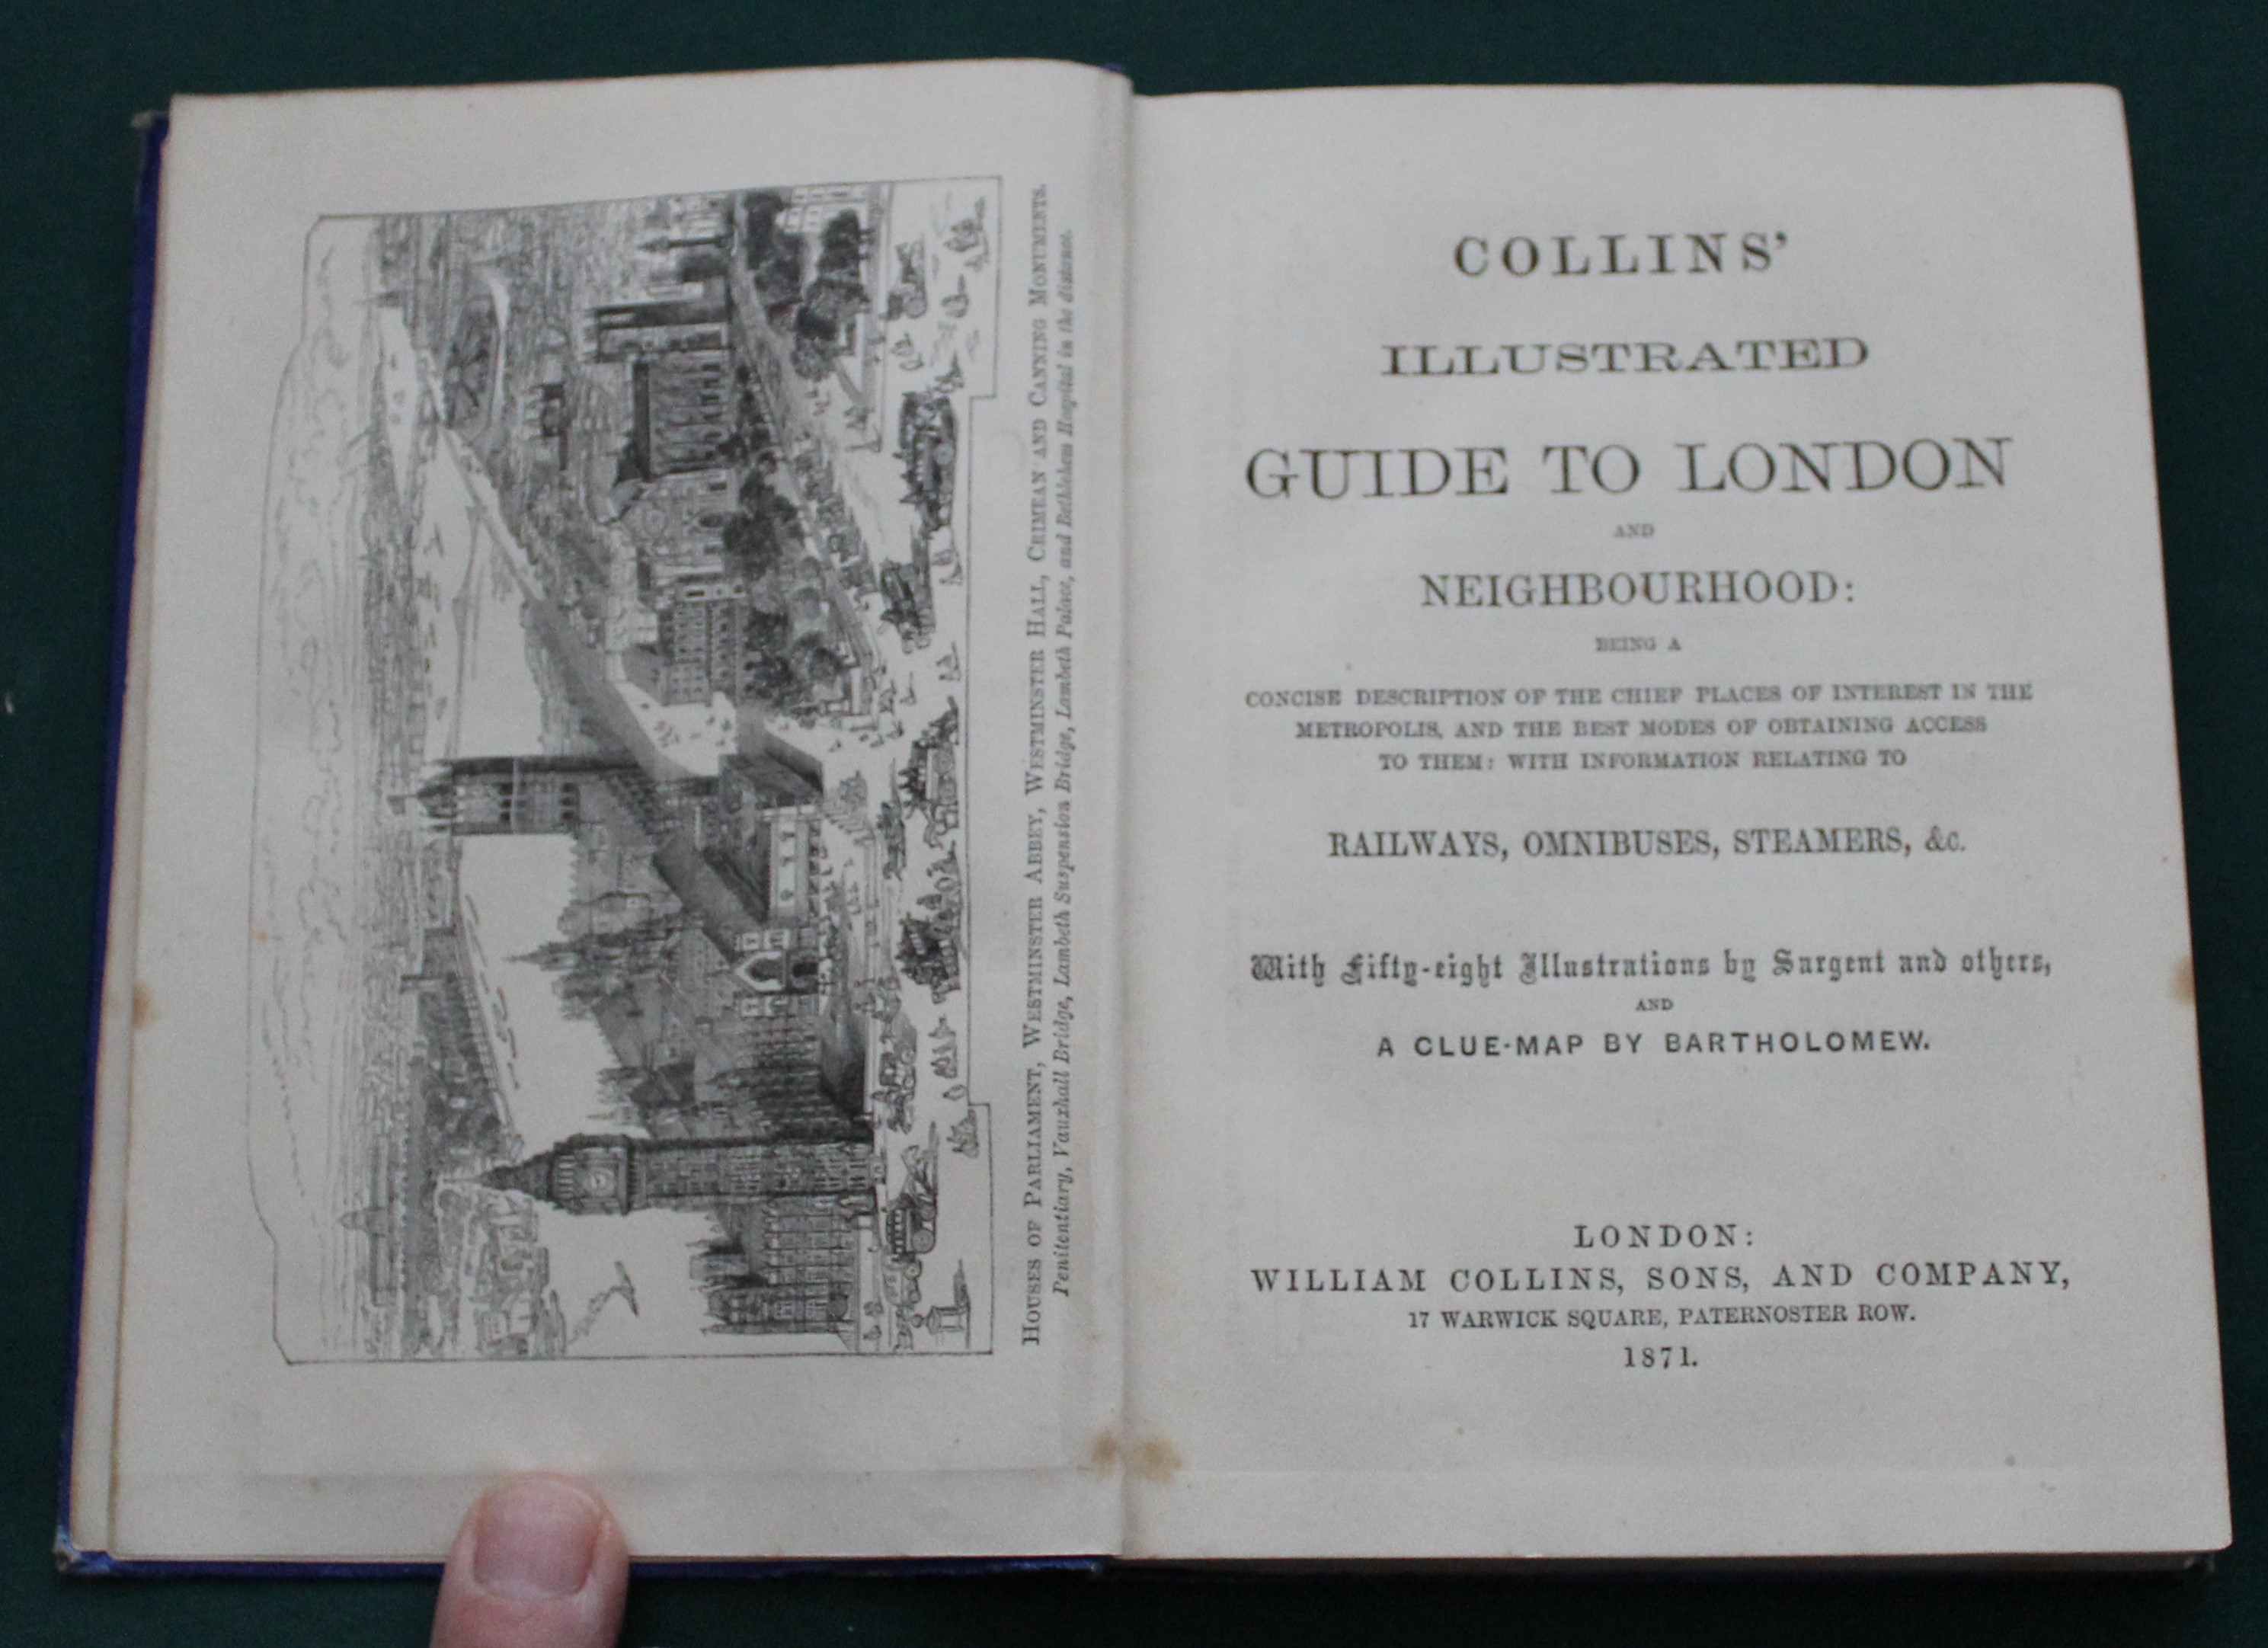 HOUSES OF PARLIAMENT, WESTMINSTER ABBEY, WESTMINSTER HALL, CRIMEAN AND CANNING MONUMENTS.
Penitentiary, Vauxhall Bridge, Lambeth Suspension Bridge, Lambeth Palace, and Bethlehem Hospital in the distance.
COLLINS'
ILLUSTRATED
GUIDE TO LONDON
AND
NEIGHBOURHOOD:
BEING A
CONCISE DESCRIPTION OF THE CHIEF PLACES OF INTEREST IN THE
METROPOLIS, AND THE BEST MODES OF OBTAINING ACCESS
TO THEM: WITH INFORMATION RELATING TO
RAILWAYS, OMNIBUSES, STEAMERS, &c.
With Fifty-eight Illustrations by Sargent and others,
AND
A CLUE-MAP BY BARTHOLOMEW.
LONDON:
WILLIAM COLLINS, SONS, AND COMPANY,
17 WARWICK SQUARE, PATERNOSTER ROW.
1871.